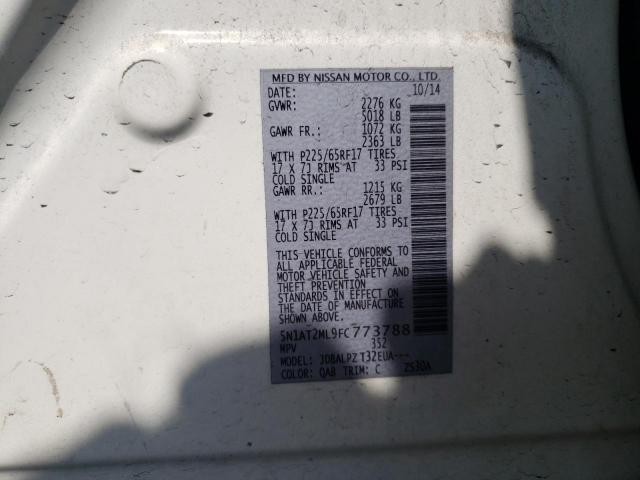 MFD BY NISSAN MOTOR CO., LTD.
DATE: 10/14
GVWR: 2276 KG
5018 LB
GAWR FR.: 1072 KG
2363 LB
WITH P225/65RF17 TIRES
17 X 7J RIMS AT 33 PSI
COLD SINGLE
GAWR RR.: 1215 KG
2679 LB
WITH P225/65RF17 TIRES
17 X 7J RIMS AT 33 PSI
COLD SINGLE
THIS VEHICLE CONFORMS TO
ALL APPLICABLE FEDERAL
MOTOR VEHICLE SAFETY AND
THEFT PREVENTION
STANDARDS IN EFFECT ON
THE DATE OF MANUFACTURE
SHOWN ABOVE.
5N1AT2ML9FC773788
MPV 352
MODEL: JDBALPZ T32EUA---
COLOR: QAB TRIM: C ZS30A